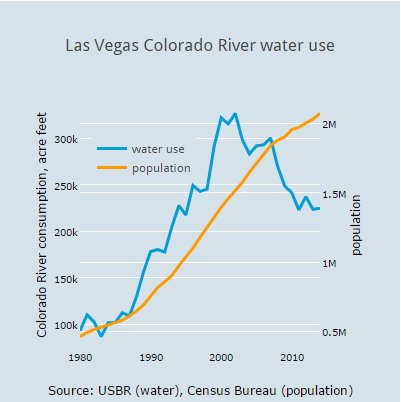 Las Vegas Colorado River water use
Colorado River consumption, acre feet
300k
250k
200k
150k
100k
water use
population
2M
1.5M
1M
0.5M
population
1980
1990
2000
2010
Source: USBR (water), Census Bureau (population)